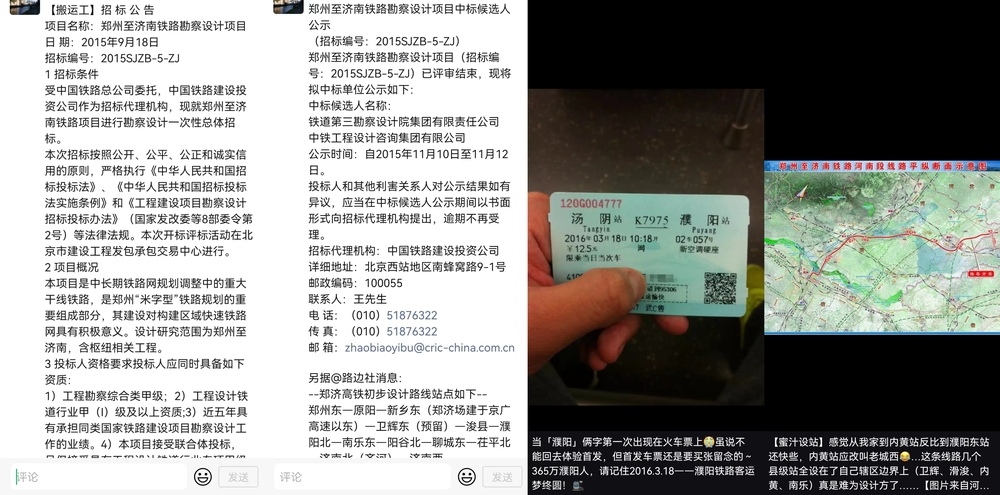 【搬运工】招 标 公 告
项目名称：郑州至济南铁路勘察设计项目
日 期：2015年9月18日
招标编号：2015SJZB-5-ZJ
1 招标条件
受中国铁路总公司委托，中国铁路建设投
资公司作为招标代理机构，现就郑州至济
南铁路项目进行勘察设计一次性总体招
标。
本次招标按照公开、公平、公正和诚实信
用的原则，严格执行《中华人民共和国招
标投标法》、《中华人民共和国招标投标
法实施条例》和《工程建设项目勘察设计
招标投标办法》（国家发改委等8部委令第
2号）等法律法规。本次开标评标活动在北
京市建设工程发包承包交易中心进行。
2 项目概况
本项目是中长期铁路网规划调整中的重大
干线铁路，是郑州“米字型”铁路规划的重
要组成部分，其建设对构建区域快速铁路
网具有积极意义。设计研究范围为郑州至
济南，含枢纽相关工程。
3 投标人资格要求投标人应同时具备如下
资质：
1）工程勘察综合类甲级；2）工程设计铁
道行业甲（Ⅰ）级及以上资质;3）近五年具
有承担同类国家铁路建设项目勘察设计工
作的业绩。4）本项目接受联合体投标，
评论
发送
郑州至济南铁路勘察设计项目中标候选人
公示
（招标编号：2015SJZB-5-ZJ）
郑州至济南铁路勘察设计项目（招标编
号：2015SJZB-5-ZJ）已评审结束，现将
拟中标单位公示如下：
中标候选人名称：
铁道第三勘察设计院集团有限责任公司
中铁工程设计咨询集团有限公司
公示时间：自2015年11月10日至11月12
日。
投标人和其他利害关系人对公示结果如有
异议，应当在中标候选人公示期间以书面
形式向招标代理机构提出，逾期不再受
理。
招标代理机构：中国铁路建设投资公司
详细地址：北京西站地区南蜂窝路9-1号
邮政编码：100055
联系人：王先生
电 话：（010）51876322
传 真：（010）51876322
邮 箱：zhaobiaoyibu@cric-china.com.cn
另据@路边社消息：
--郑济高铁初步设计路线站点如下--
郑州东一原阳一新乡东（郑济场建于京广
高速以东）一卫辉东（预留）一浚县一濮
阳北一南乐东一阳谷北一聊城东一茌平北
评论
发送
120G004777
汤 阴站 K7975 濮 阳站
Tangyin Puyang
2016年03月18日10:18开 02车057号
￥12.5元 网 新空调硬座
限乘当日当次车
当「濮阳」俩字第一次出现在火车票上😭虽说不
能回去体验首发，但首发车票还是要买张留念的～
365万濮阳人，请记住2016.3.18一一濮阳铁路客运
梦终圆！
郑州至济南铁路河南段线路平纵断面示意图
【蜜汁设站】感觉从我家到内黄站反比到濮阳东站
还快些，内黄站应改叫老城西😂…这条线路几个
县级站全设在了自己辖区边界上（卫辉、滑浚、内
黄、南乐）真是难为设计方了……【图片来自河…